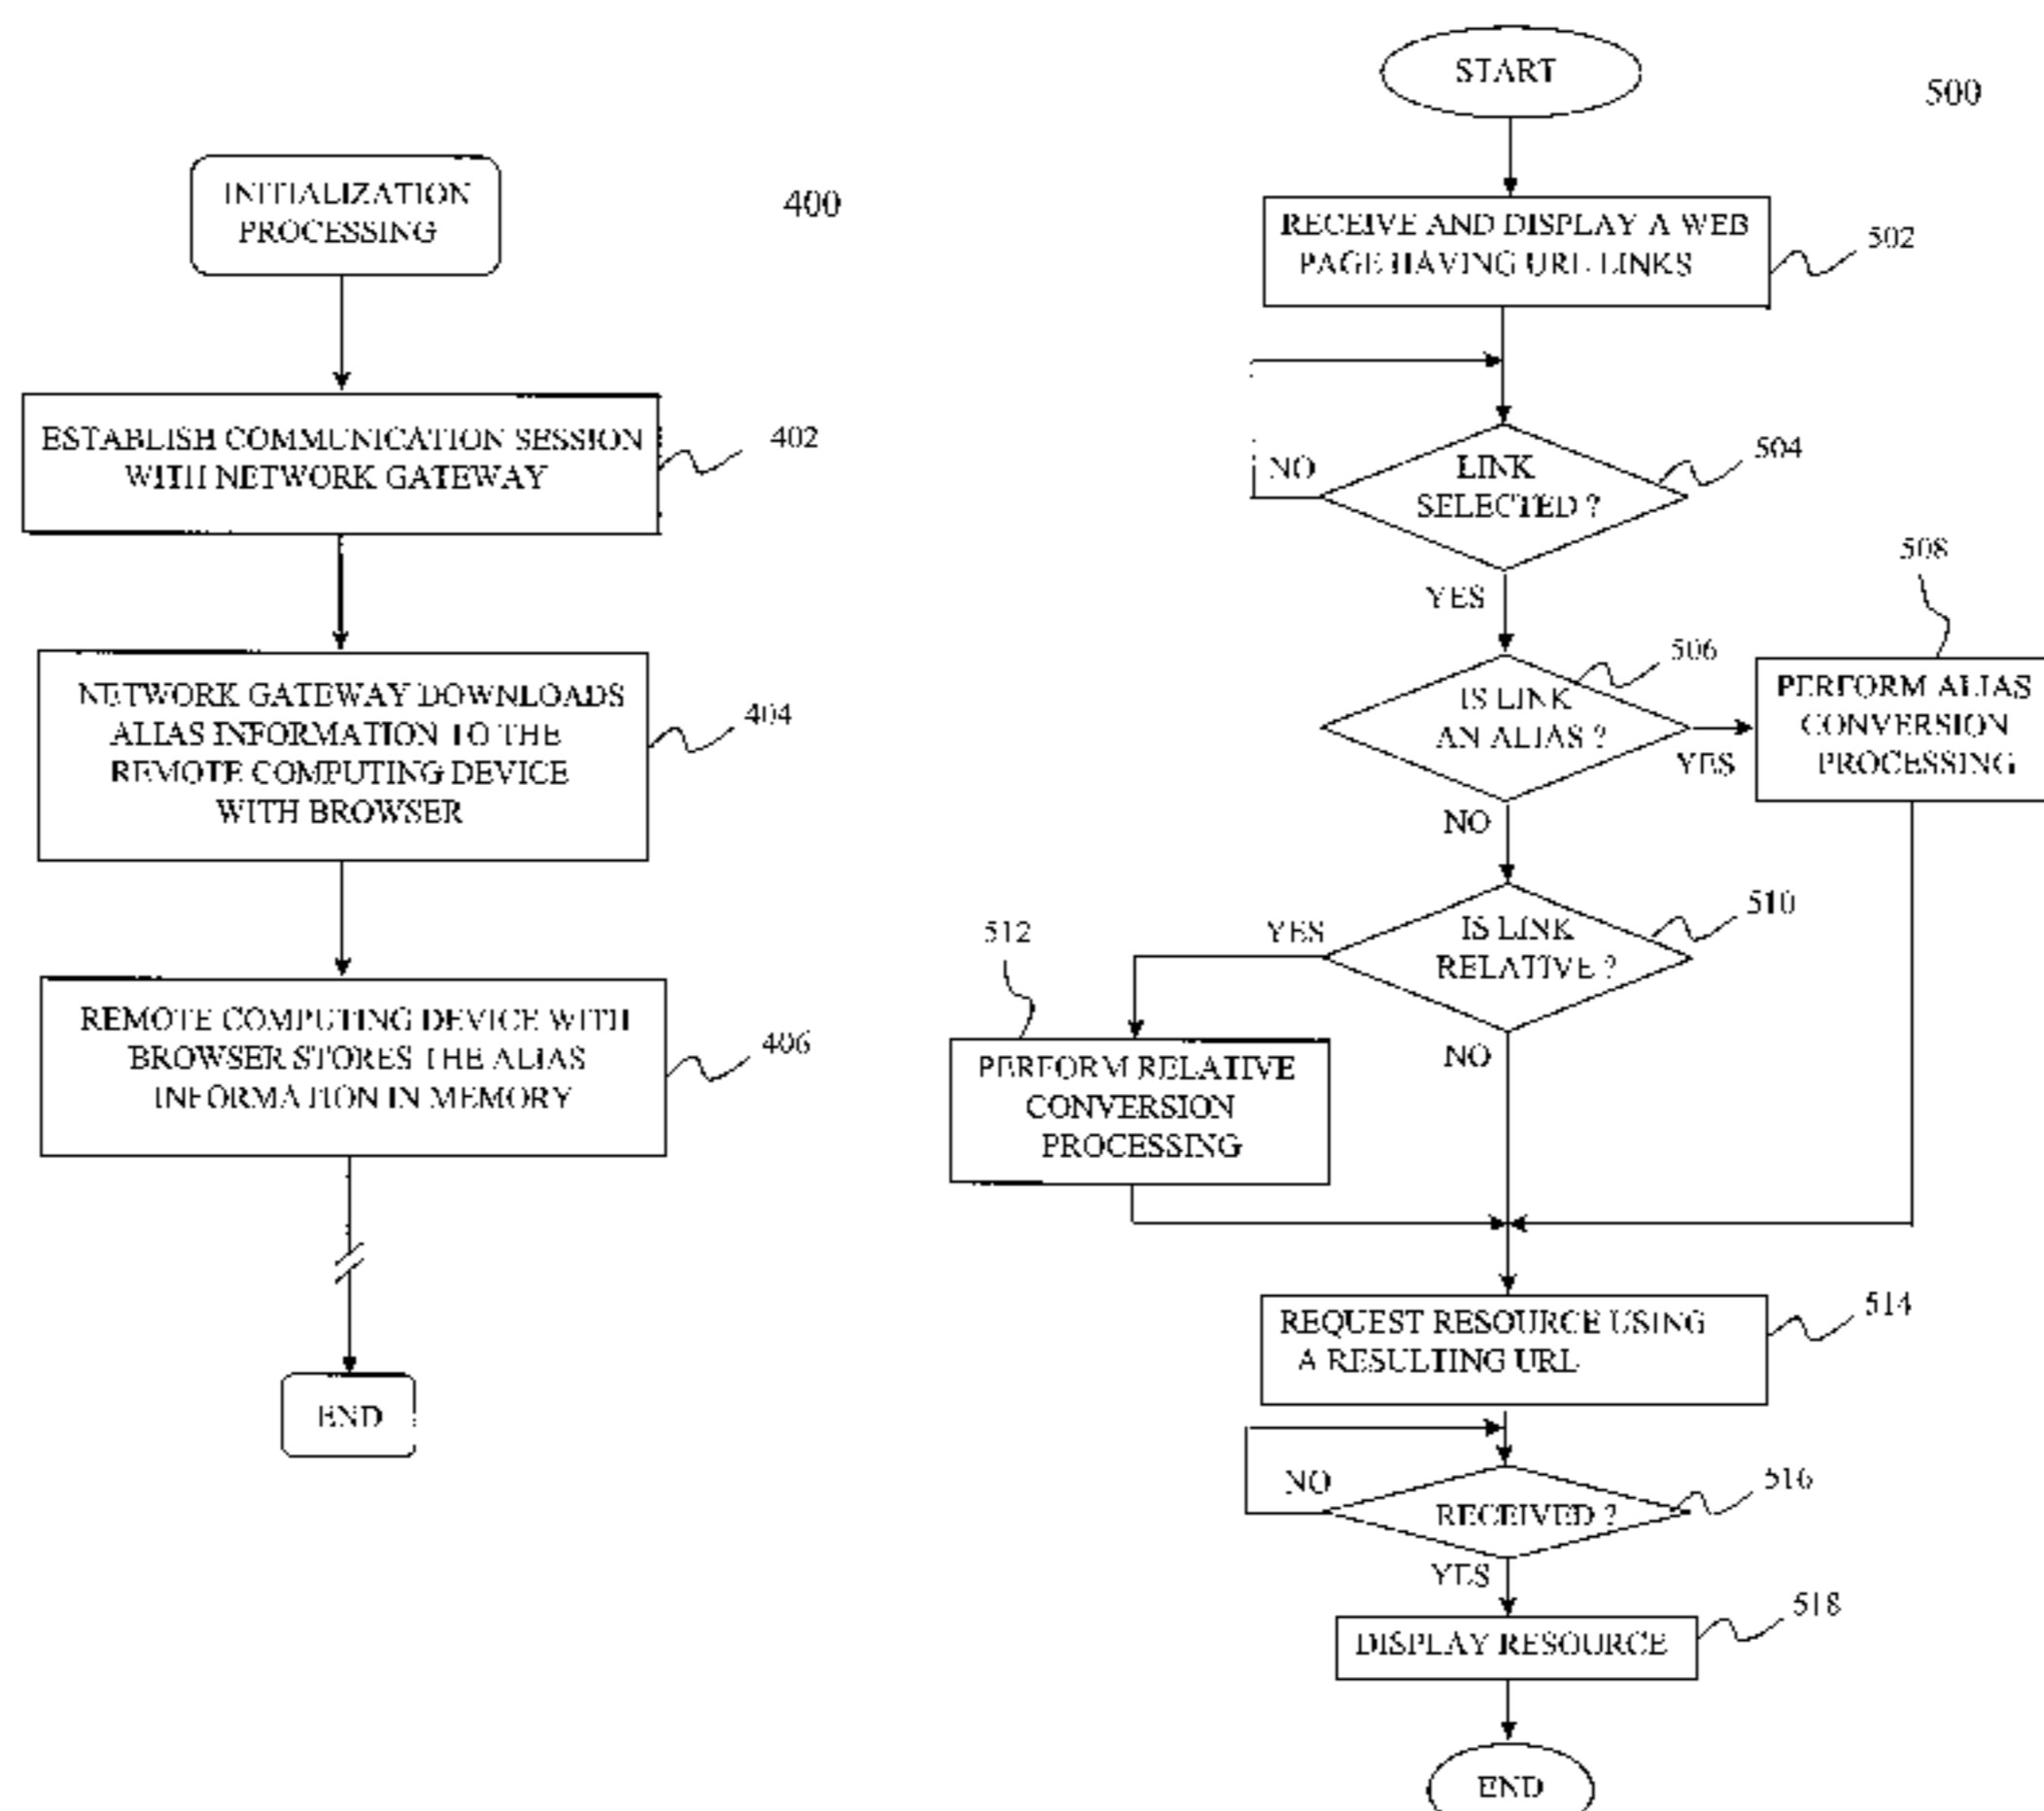 INITIALIZATION
PROCESSING
400
ESTABLISH COMMUNICATION SESSION
WITH NETWORK GATEWAY
402
NETWORK GATEWAY DOWNLOADS
ALIAS INFORMATION TO THE
REMOTE COMPUTING DEVICE
WITH BROWSER
404
REMOTE COMPUTING DEVICE WITH
BROWSER STORES THE ALIAS
INFORMATION IN MEMORY
406
END
START
500
RECEIVE AND DISPLAY A WEB
PAGE HAVING URL LINKS
502
LINK
SELECTED ?
504
NO
YES
IS LINK
AN ALIAS ?
506
YES
NO
508
PERFORM ALIAS
CONVERSION
PROCESSING
IS LINK
RELATIVE ?
510
YES
NO
512
PERFORM RELATIVE
CONVERSION
PROCESSING
REQUEST RESOURCE USING
A RESULTING URL
514
RECEIVED ?
516
NO
YES
DISPLAY RESOURCE
518
END